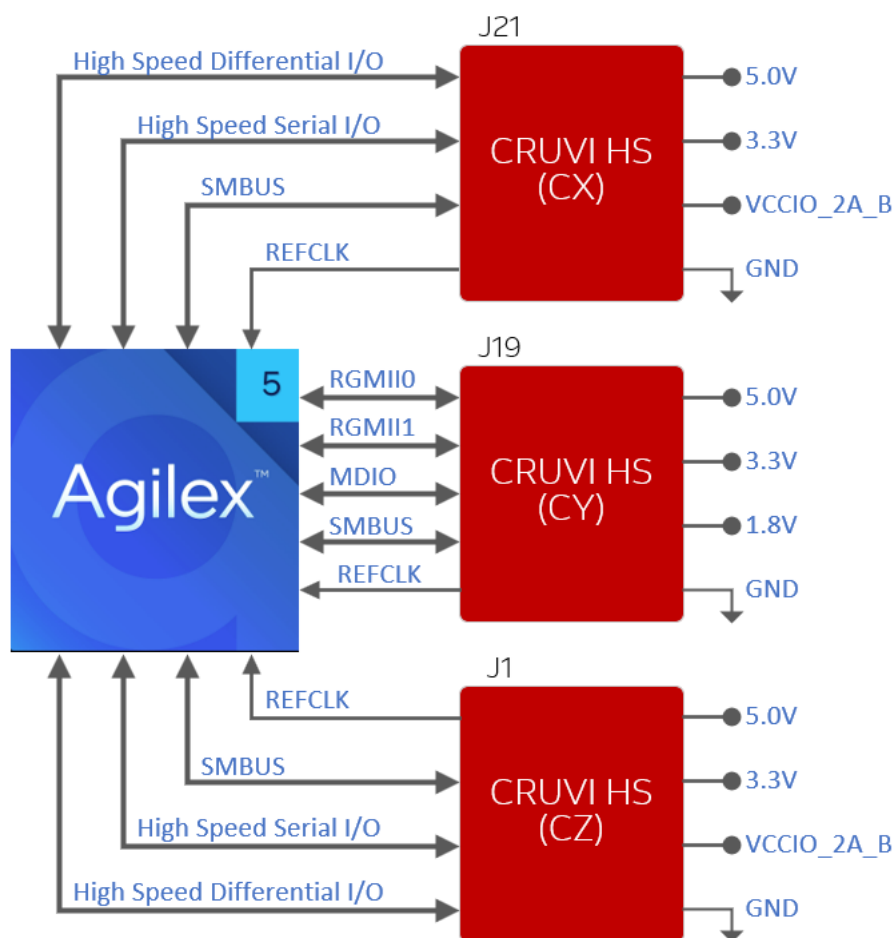 J21
High Speed Differential I/O
5.0V
High Speed Serial I/O
3.3V
CRUVI HS
(CX)
SMBUS
VCCIO_2A_B
REFCLK
GND
J19
5
RGMII0
5.0V
RGMII1
3.3V
Agilex™
MDIO
CRUVI HS
(CY)
SMBUS
1.8V
REFCLK
GND
J1
REFCLK
5.0V
SMBUS
3.3V
CRUVI HS
(CZ)
High Speed Serial I/O
VCCIO_2A_B
High Speed Differential I/O
GND